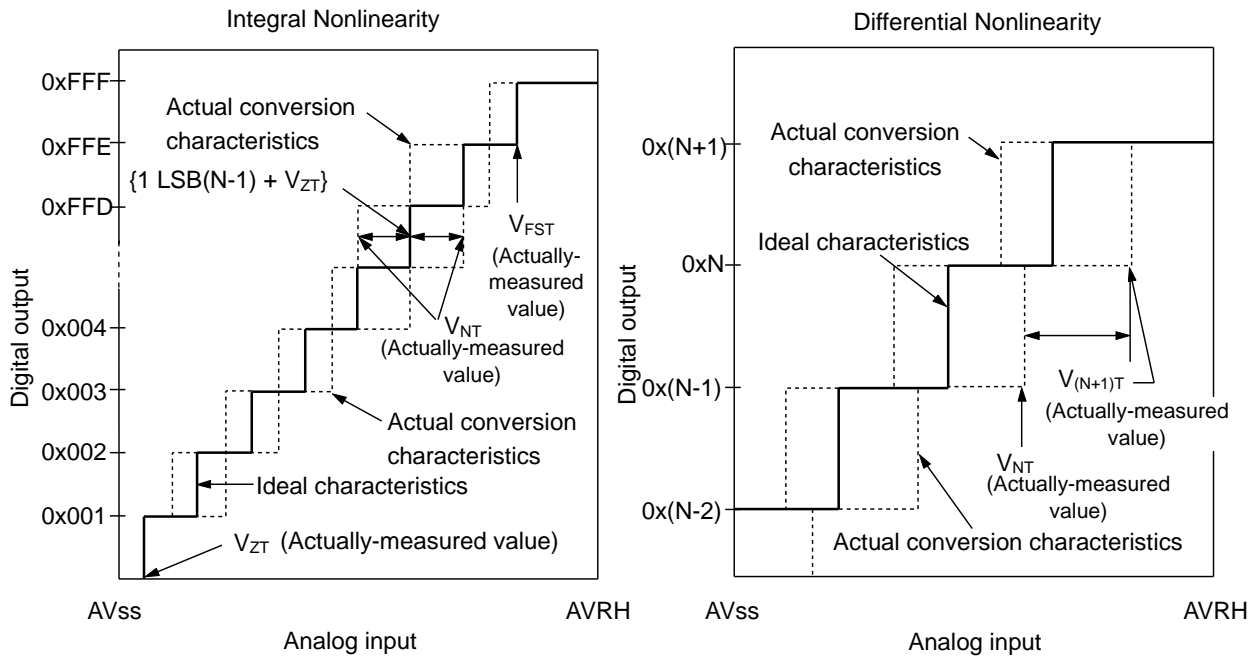 Integral Nonlinearity
0xFFF
0xFFE
0xFFD
0x004
0x003
0x002
0x001
Digital output
Actual conversion
characteristics
{1 LSB(N-1) + VZT}
VFST
(Actually-
measured
value)
VNT
(Actually-measured
value)
Actual conversion
characteristics
Ideal characteristics
VZT (Actually-measured value)
AVss
AVRH
Analog input
Differential Nonlinearity
0x(N+1)
0xN
0x(N-1)
0x(N-2)
Digital output
Actual conversion
characteristics
Ideal characteristics
V(N+1)T
(Actually-measured
value)
VNT
(Actually-measured
value)
Actual conversion characteristics
AVss
AVRH
Analog input